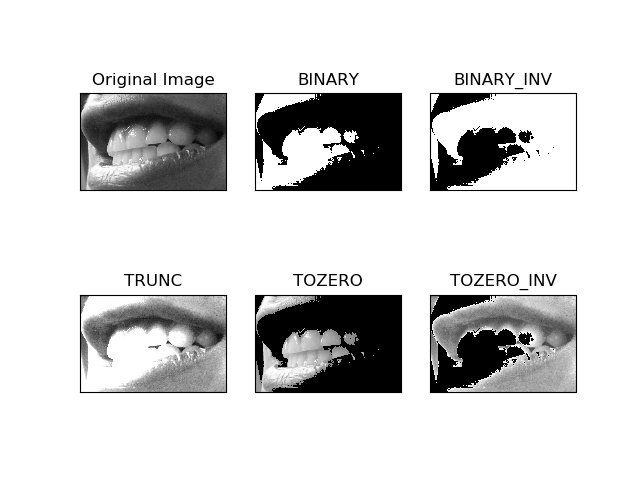 Original Image
BINARY
BINARY_INV
TRUNC
TOZERO
TOZERO_INV